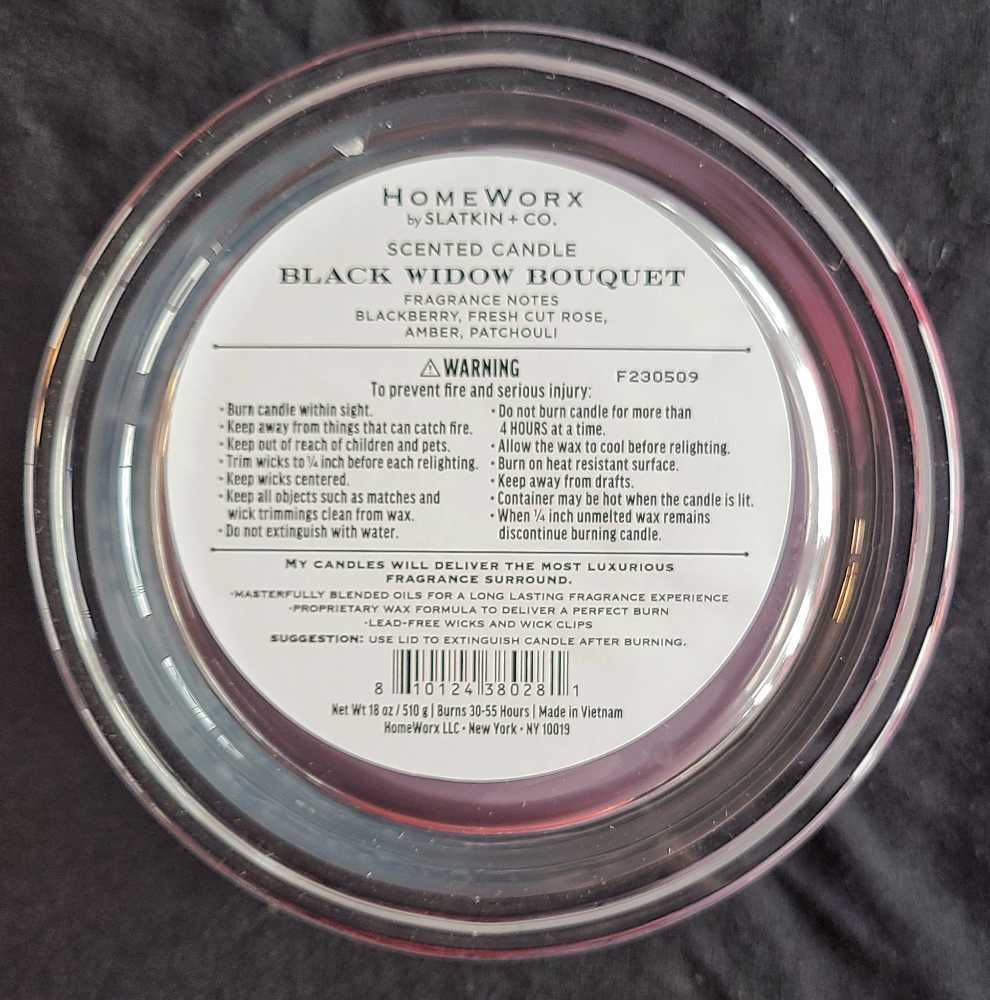 HOMEWORX
by SLATKIN + CO.
SCENTED CANDLE
BLACK WIDOW BOUQUET
FRAGRANCE NOTES
BLACKBERRY, FRESH CUT ROSE,
AMBER, PATCHOULI
⚠WARNING
F230509
To prevent fire and serious injury:
• Burn candle within sight.
• Keep away from things that can catch fire.
• Keep out of reach of children and pets.
• Trim wicks to ¼ inch before each relighting.
• Keep wicks centered.
• Keep all objects such as matches and
wick trimmings clean from wax.
• Do not extinguish with water.
• Do not burn candle for more than
4 HOURS at a time.
• Allow the wax to cool before relighting.
• Burn on heat resistant surface.
• Keep away from drafts.
• Container may be hot when the candle is lit.
• When ¼ inch unmelted wax remains
discontinue burning candle.
MY CANDLES WILL DELIVER THE MOST LUXURIOUS
FRAGRANCE SURROUND.
•MASTERFULLY BLENDED OILS FOR A LONG LASTING FRAGRANCE EXPERIENCE
•PROPRIETARY WAX FORMULA TO DELIVER A PERFECT BURN
•LEAD-FREE WICKS AND WICK CLIPS
SUGGESTION: USE LID TO EXTINGUISH CANDLE AFTER BURNING.
8 10124 38028 1
Net Wt 18 oz / 510 g | Burns 30-55 Hours | Made in Vietnam
HomeWorx LLC • New York • NY 10019